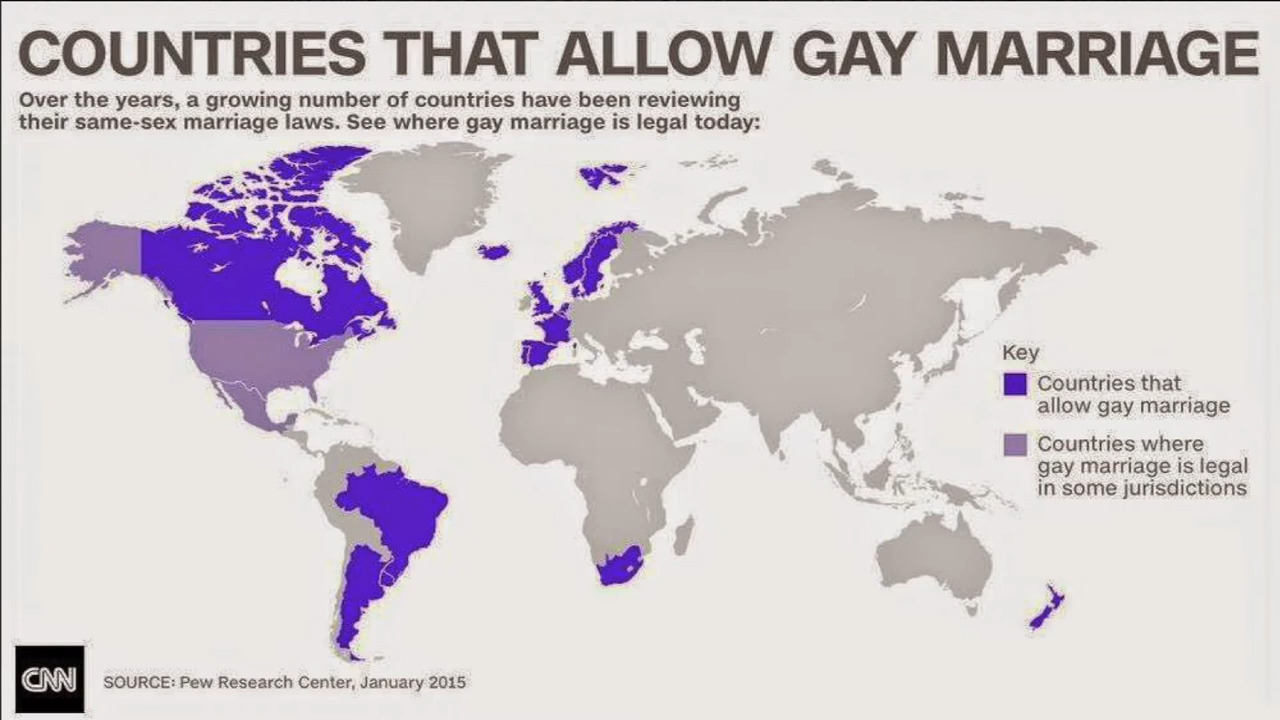 COUNTRIES THAT ALLOW GAY MARRIAGE
Over the years, a growing number of countries have been reviewing
their same-sex marriage laws. See where gay marriage is legal today:
Key
Countries that
allow gay marriage
Countries where
gay marriage is legal
in some jurisdictions
CNN
SOURCE: Pew Research Center, January 2015